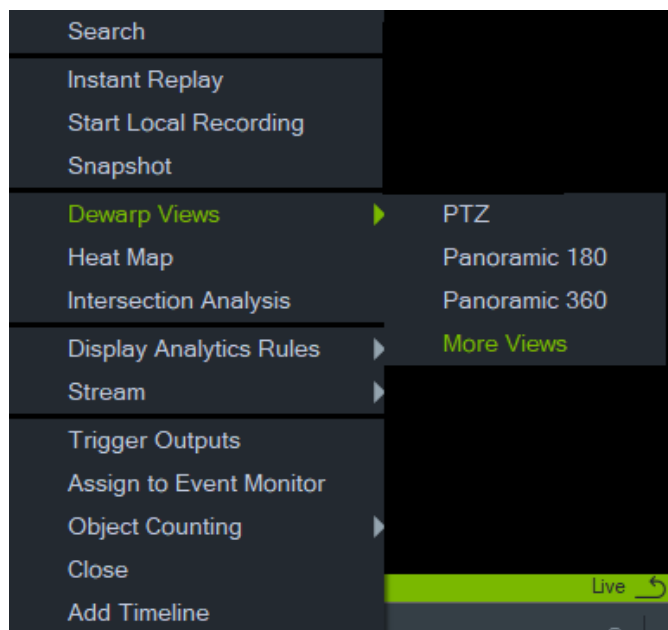 Search
Instant Replay
Start Local Recording
Snapshot
Dewarp Views
PTZ
Heat Map
Panoramic 180
Intersection Analysis
Panoramic 360
Display Analytics Rules
More Views
Stream
Trigger Outputs
Assign to Event Monitor
Object Counting
Close
Live
Add Timeline